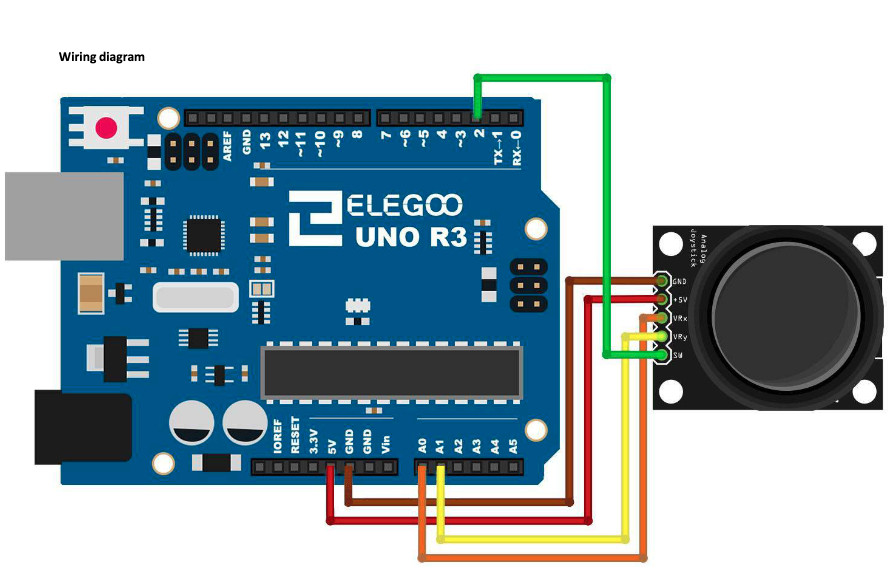 Wiring diagram
AREF
GND
13
12
~11
~10
~9
8
7
~6
~5
4
~3
2
TX→1
RX←0
ELEGOO
UNO R3
Analog
Joystick
GND
+5V
VRx
VRy
SW
IOREF
RESET
3.3V
5V
GND
GND
Vin
A0
A1
A2
A3
A4
A5